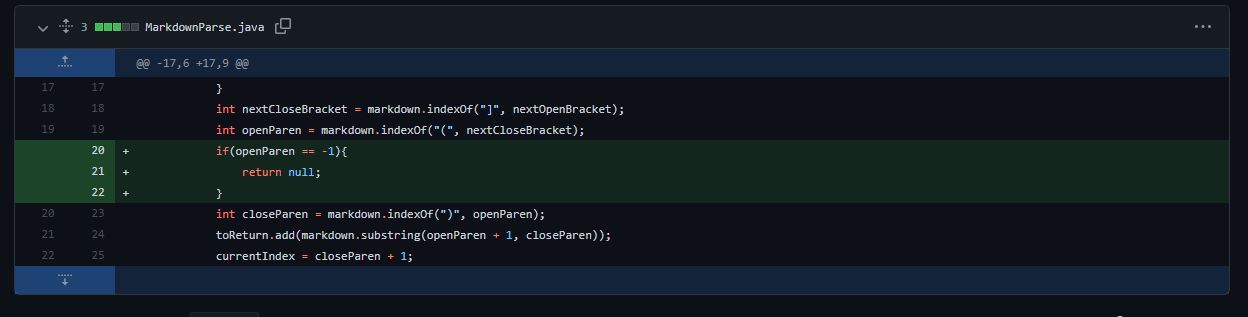 3 MarkdownParse.java
@@ -17,6 +17,9 @@
17 17 }
18 18 int nextCloseBracket = markdown.indexOf("]", nextOpenBracket);
19 19 int openParen = markdown.indexOf("(", nextCloseBracket);
20 + if(openParen == -1){
21 + return null;
22 + }
20 23 int closeParen = markdown.indexOf(")", openParen);
21 24 toReturn.add(markdown.substring(openParen + 1, closeParen));
22 25 currentIndex = closeParen + 1;